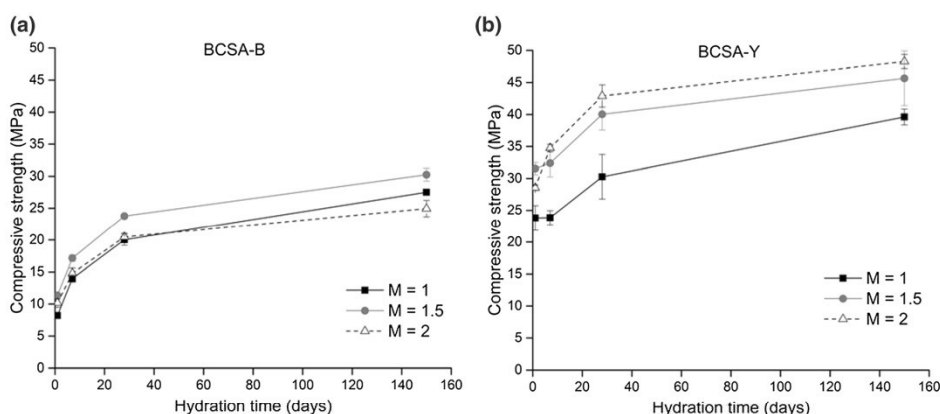 (a)
BCSA-B
Compressive strength (MPa)
50
45
40
35
30
25
20
15
10
5
0
M = 1
M = 1.5
M = 2
0 20 40 60 80 100 120 140 160
Hydration time (days)
(b)
BCSA-Y
Compressive strength (MPa)
50
45
40
35
30
25
20
15
10
5
0
M = 1
M = 1.5
M = 2
0 20 40 60 80 100 120 140 160
Hydration time (days)